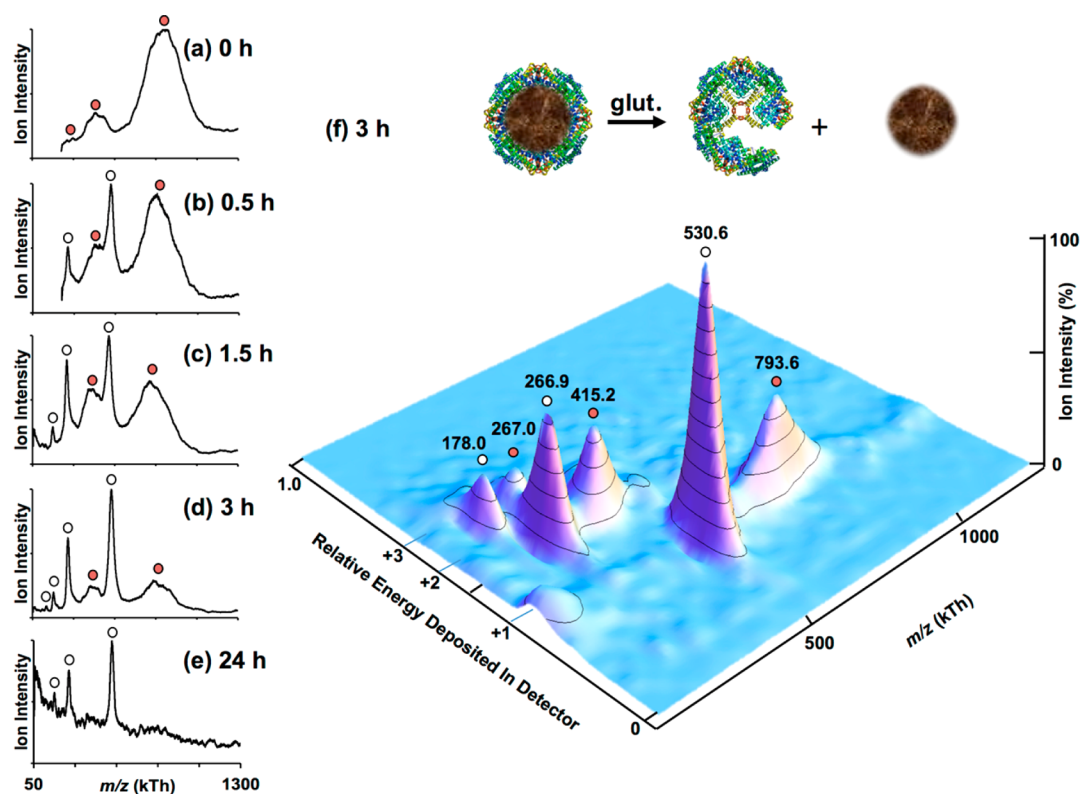 (a) 0 h
Ion Intensity
(b) 0.5 h
Ion Intensity
(c) 1.5 h
Ion Intensity
(d) 3 h
Ion Intensity
(e) 24 h
Ion Intensity
50 m/z (kTh) 1300
(f) 3 h
glut.
+
530.6
793.6
266.9
415.2
267.0
178.0
100
Ion Intensity (%)
0
1.0
+3
+2
+1
0
Relative Energy Deposited In Detector
500
1000
m/z (kTh)